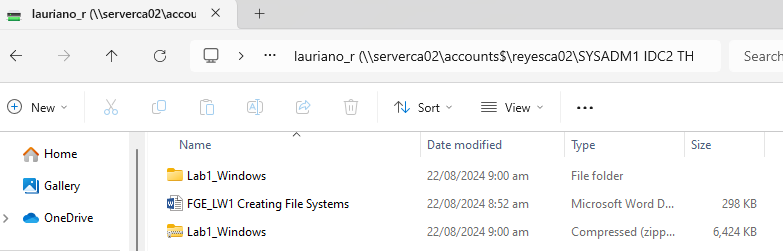 lauriano_r (\\serverca02\accou
lauriano_r (\\serverca02\accounts$\reyesca02\SYSADM1 IDC2 TH
Search
New
Sort
View
Name
Date modified
Type
Size
Home
Gallery
OneDrive
Lab1_Windows 22/08/2024 9:00 am File folder
FGE_LW1 Creating File Systems 22/08/2024 8:52 am Microsoft Word D... 298 KB
Lab1_Windows 22/08/2024 9:00 am Compressed (zipp... 6,424 KB